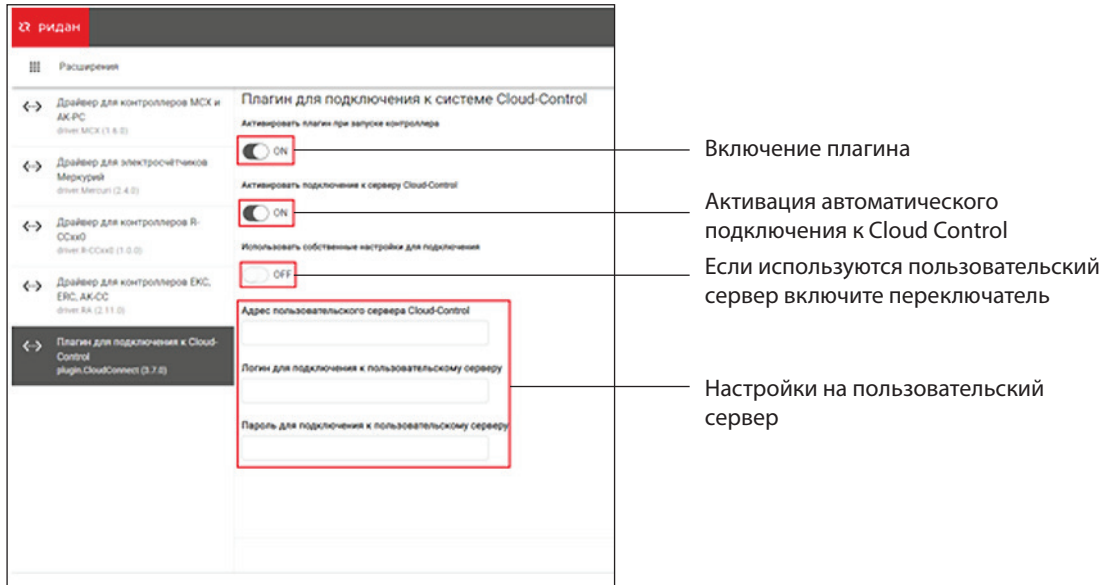 ридан
Расширения
Драйвер для контроллеров MCX и
AK-PC
driver.MCX (1.6.0)
Драйвер для электросчётчиков
Меркурий
driver.Mercuri (2.4.0)
Драйвер для контроллеров R-
CCxx0
driver.R-CCxx0 (1.0.0)
Драйвер для контроллеров EKC,
ERC, AK-CC
driver.RA (2.11.0)
Плагин для подключения к Cloud-
Control
plugin.CloudConnect (3.7.0)
Плагин для подключения к системе Cloud-Control
Активировать плагин при запуске контроллера
ON
Активировать подключения к серверу Cloud-Control
ON
Использовать собственные настройки для подключения
OFF
Адрес пользовательского сервера Cloud-Control
Логин для подключения к пользовательскому серверу
Пароль для подключения к пользовательскому серверу
Включение плагина
Активация автоматического
подключения к Cloud Control
Если используются пользовательский
сервер включите переключатель
Настройки на пользовательский
сервер